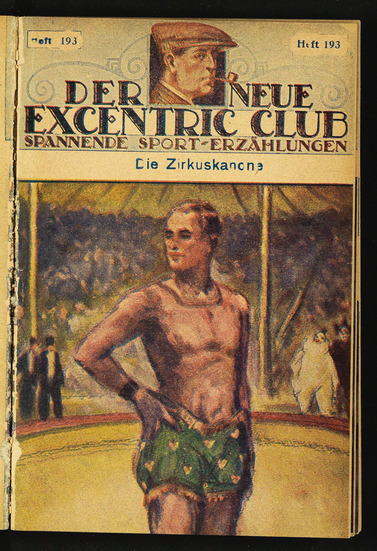 Heft 193
Heft 193
DER NEUE
EXCENTRIC CLUB
SPANNENDE SPORT-ERZÄHLUNGEN
Die Zirkuskanone